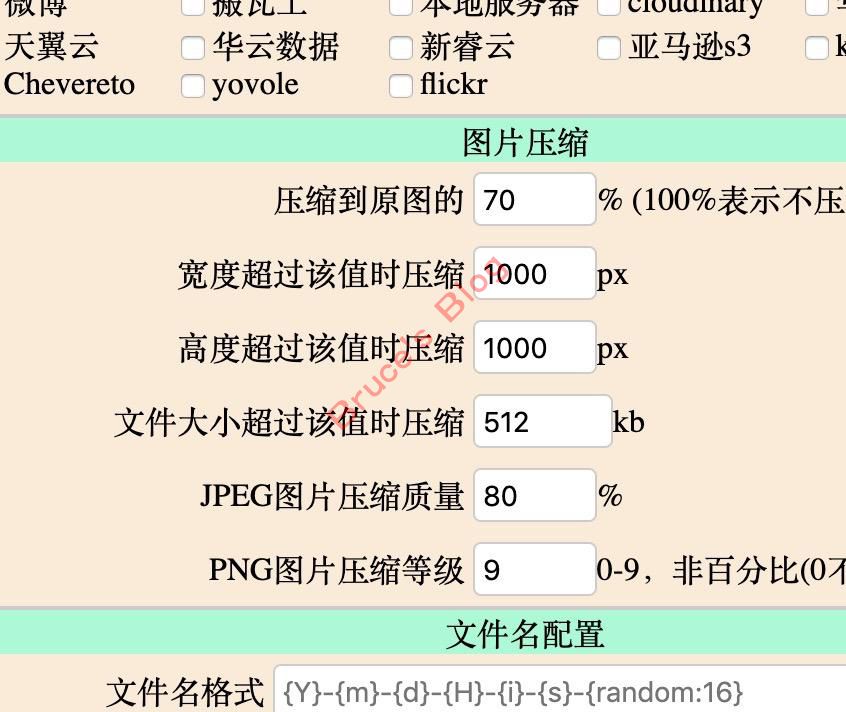 微博 搬瓦工 本地服务器 cloudinary
天翼云 华云数据 新睿云 亚马逊s3 k
Chevereto yovole flickr
图片压缩
压缩到原图的 70 % (100%表示不压
宽度超过该值时压缩 1000 px
高度超过该值时压缩 1000 px
文件大小超过该值时压缩 512 kb
JPEG图片压缩质量 80 %
PNG图片压缩等级 9 0-9，非百分比(0不
文件名配置
文件名格式 {Y}-{m}-{d}-{H}-{i}-{s}-{random:16}
Bruce's Blog